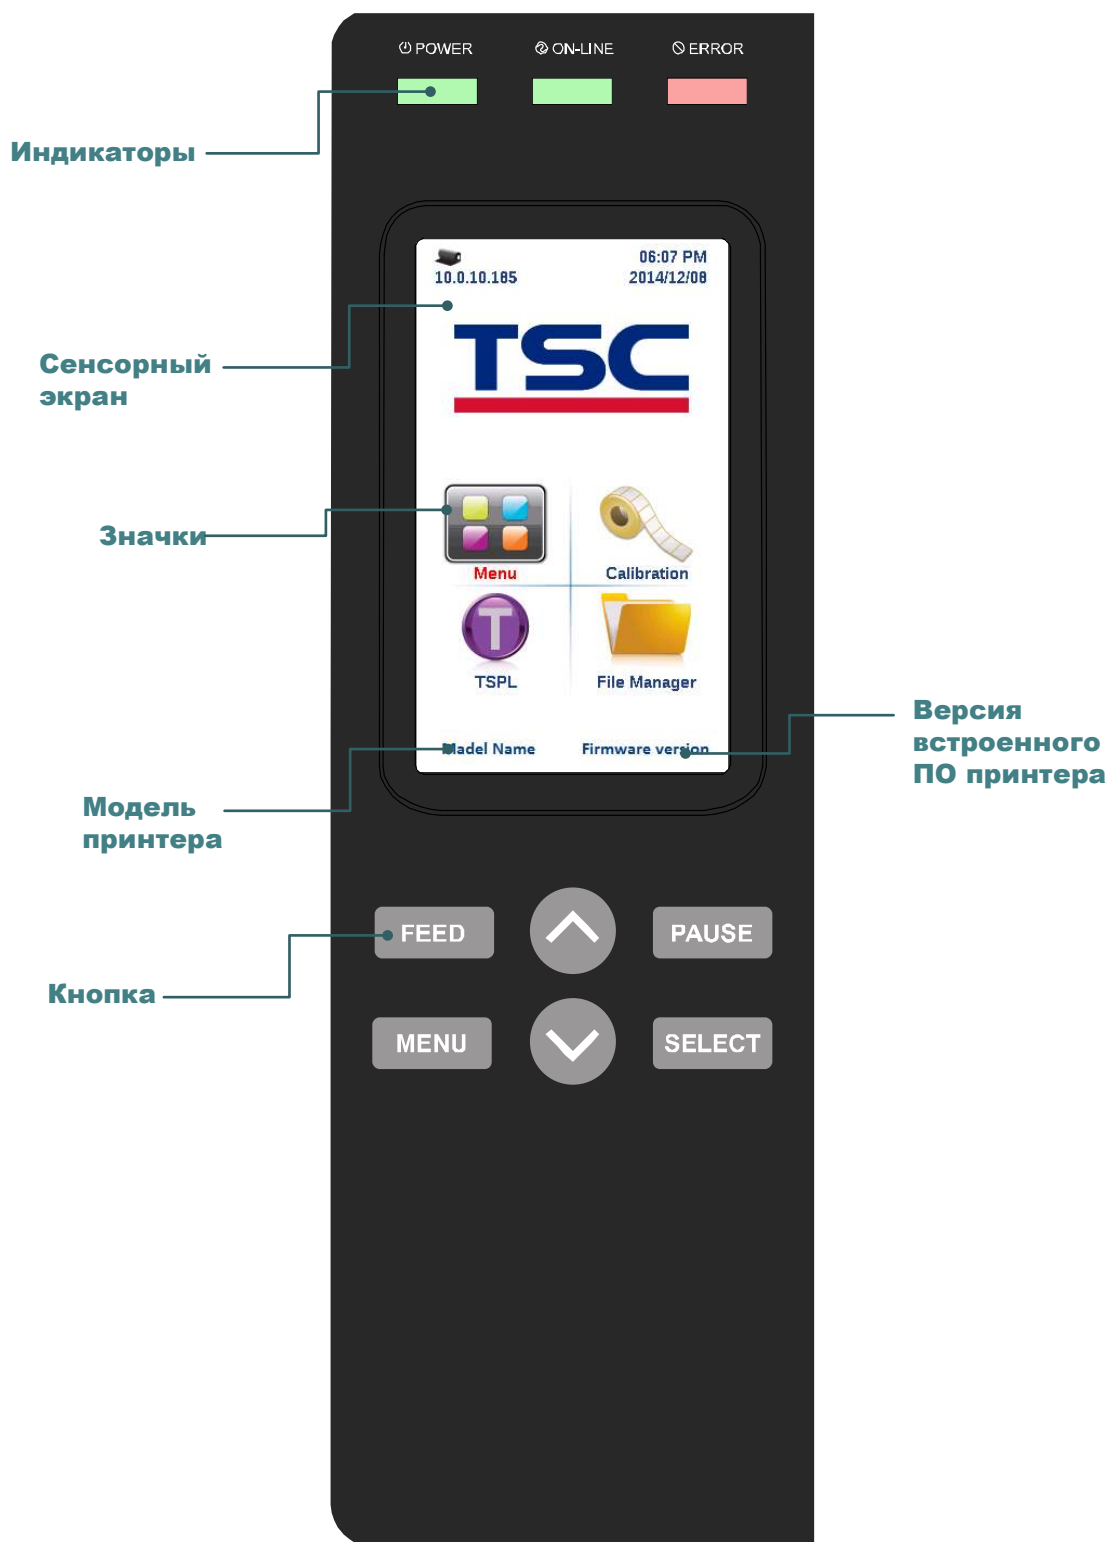 POWER
ON-LINE
ERROR
Индикаторы
10.0.10.185
06:07 PM
2014/12/08
TSC
Сенсорный
экран
Значки
Menu
Calibration
T
TSPL
File Manager
Madel Name
Firmware version
Версия
встроенного
ПО принтера
Модель
принтера
FEED
PAUSE
Кнопка
MENU
SELECT